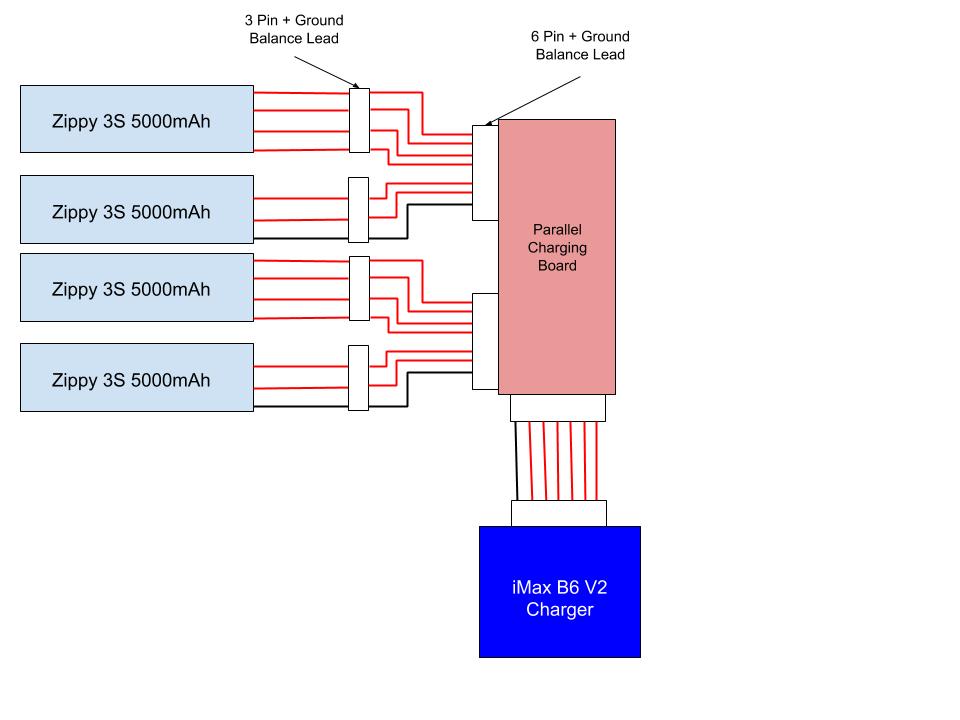 3 Pin + Ground
Balance Lead
6 Pin + Ground
Balance Lead
Zippy 3S 5000mAh
Zippy 3S 5000mAh
Zippy 3S 5000mAh
Zippy 3S 5000mAh
Parallel
Charging
Board
iMax B6 V2
Charger